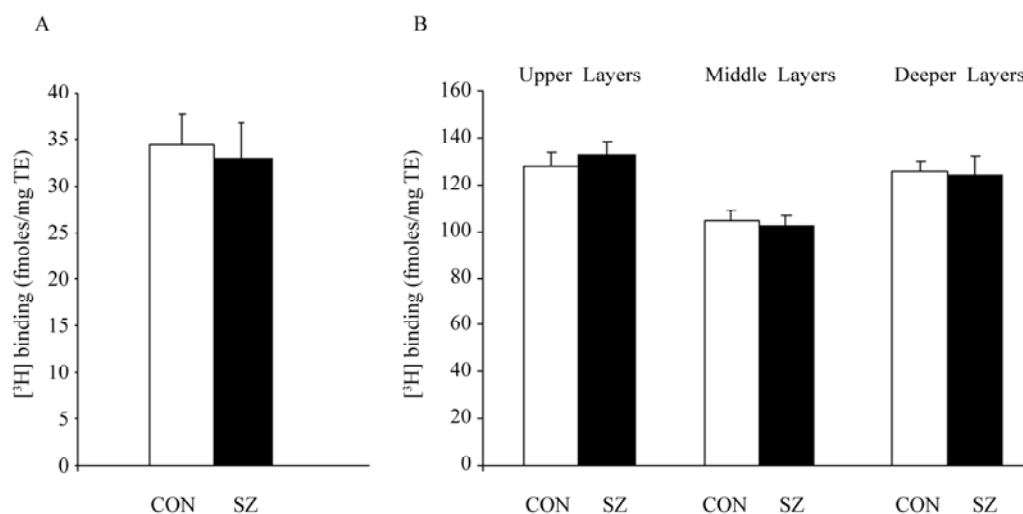 A
[³H] binding (fmoles/mg TE)
40
35
30
25
20
15
10
5
0
CON SZ
B
Upper Layers Middle Layers Deeper Layers
[³H] binding (fmoles/mg TE)
160
140
120
100
80
60
40
20
0
CON SZ CON SZ CON SZ